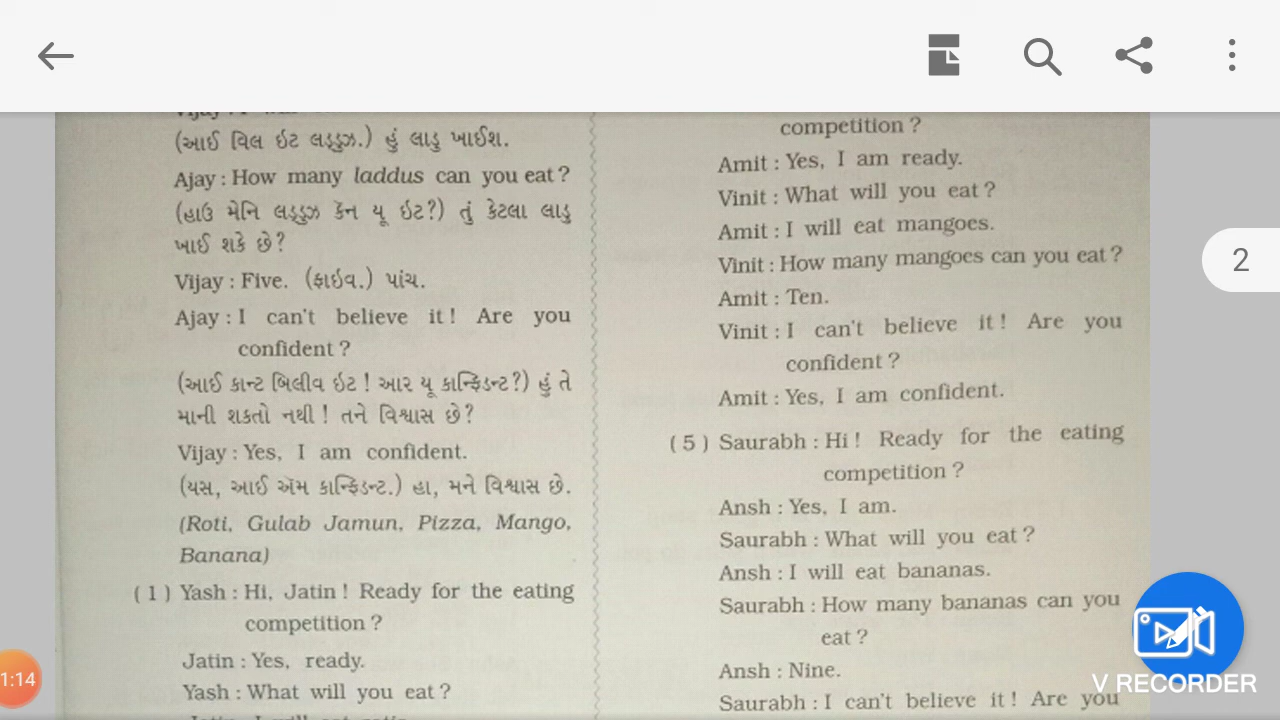 2
(આઈ વિલ ઇટ લડ્ડુઝ.) હું લાડુ ખાઈશ.
Ajay : How many laddus can you eat ?
(હાઉ મેનિ લડ્ડુઝ કૅન યૂ ઇટ?) તું કેટલા લાડુ
ખાઈ શકે છે?
Vijay : Five. (ફાઇવ.) પાંચ.
Ajay : I can't believe it ! Are you
confident ?
(આઈ કાન્ટ બિલીવ ઇટ ! આર યૂ કાન્ફિડન્ટ?) હું તે
માની શકતો નથી ! તને વિશ્વાસ છે?
Vijay : Yes, I am confident.
(યસ, આઈ ઍમ કાન્ફિડન્ટ.) હા, મને વિશ્વાસ છે.
(Roti, Gulab Jamun, Pizza, Mango,
Banana)
( 1 ) Yash : Hi, Jatin ! Ready for the eating
competition ?
Jatin : Yes, ready.
Yash : What will you eat ?
competition ?
Amit : Yes, I am ready.
Vinit : What will you eat ?
Amit : I will eat mangoes.
Vinit : How many mangoes can you eat ?
Amit : Ten.
Vinit : I can't believe it ! Are you
confident ?
Amit : Yes, I am confident.
( 5 ) Saurabh : Hi ! Ready for the eating
competition ?
Ansh : Yes, I am.
Saurabh : What will you eat ?
Ansh : I will eat bananas.
Saurabh : How many bananas can you
eat ?
Ansh : Nine.
Saurabh : I can't believe it ! Are you
1:14
V RECORDER